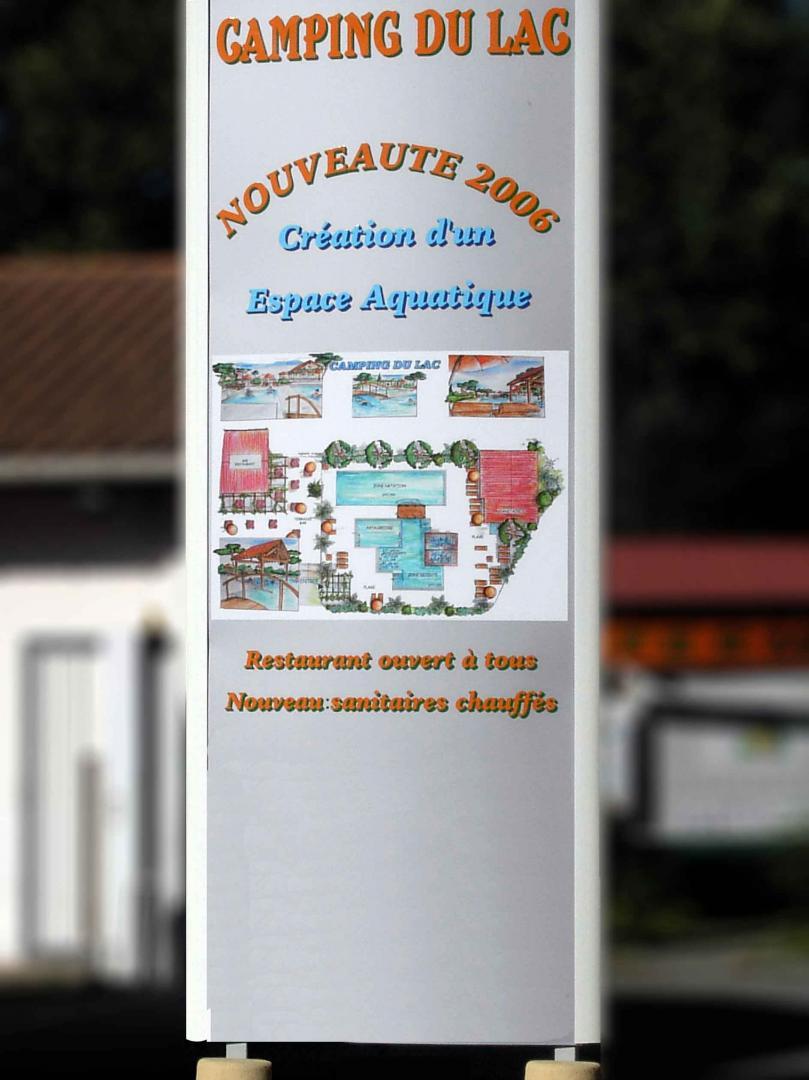 CAMPING DU LAC
NOUVEAUTE 2006
Création d'un
Espace Aquatique
CAMPING DU LAC
Restaurant ouvert à tous
Nouveau:sanitaires chauffés